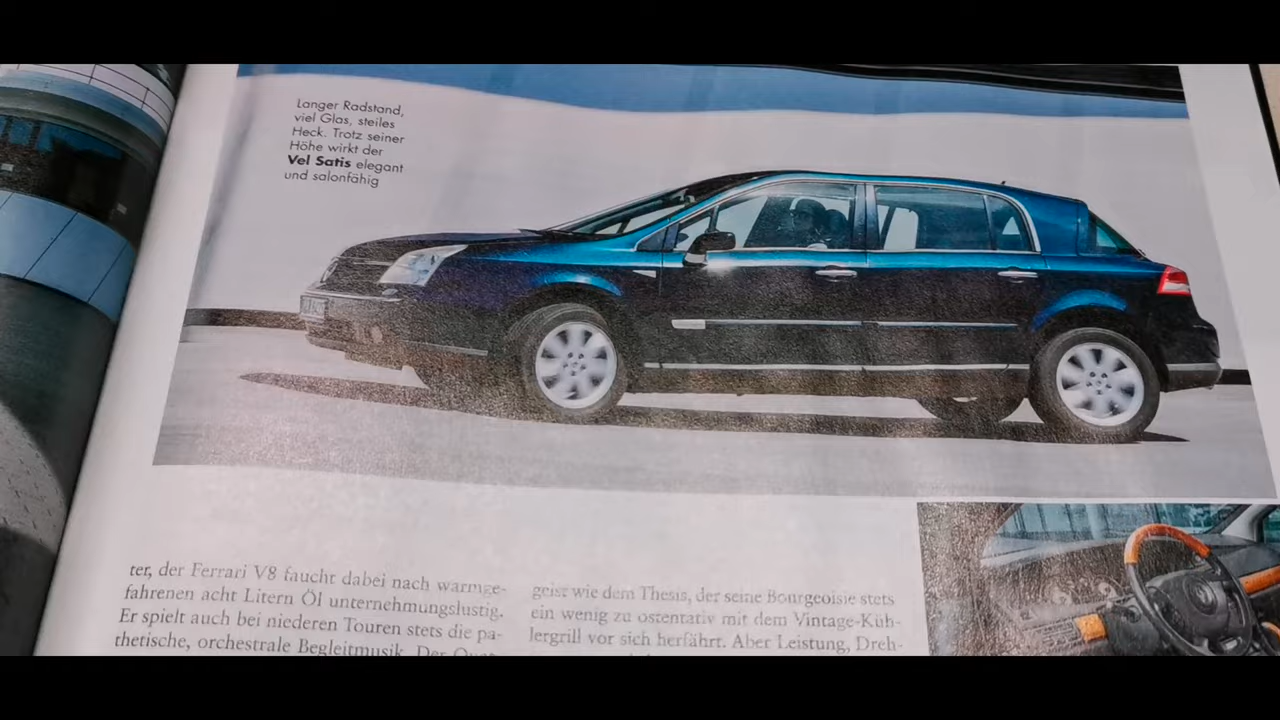 Langer Radstand,
viel Glas, steiles
Heck. Trotz seiner
Höhe wirkt der
Vel Satis elegant
und salonfähig
ter, der Ferrari V8 faucht dabei nach warmge-
fahrenen acht Litern Öl unternehmungslustig.
Er spielt auch bei niederen Touren stets die pa-
thetische, orchestrale Begleitmusik. Der
geist wie dem Thesis, der seine Bourgeoisie stets
ein wenig zu ostentativ mit dem Vintage-Küh-
lergrill vor sich herfährt. Aber Leistung, Dreh-